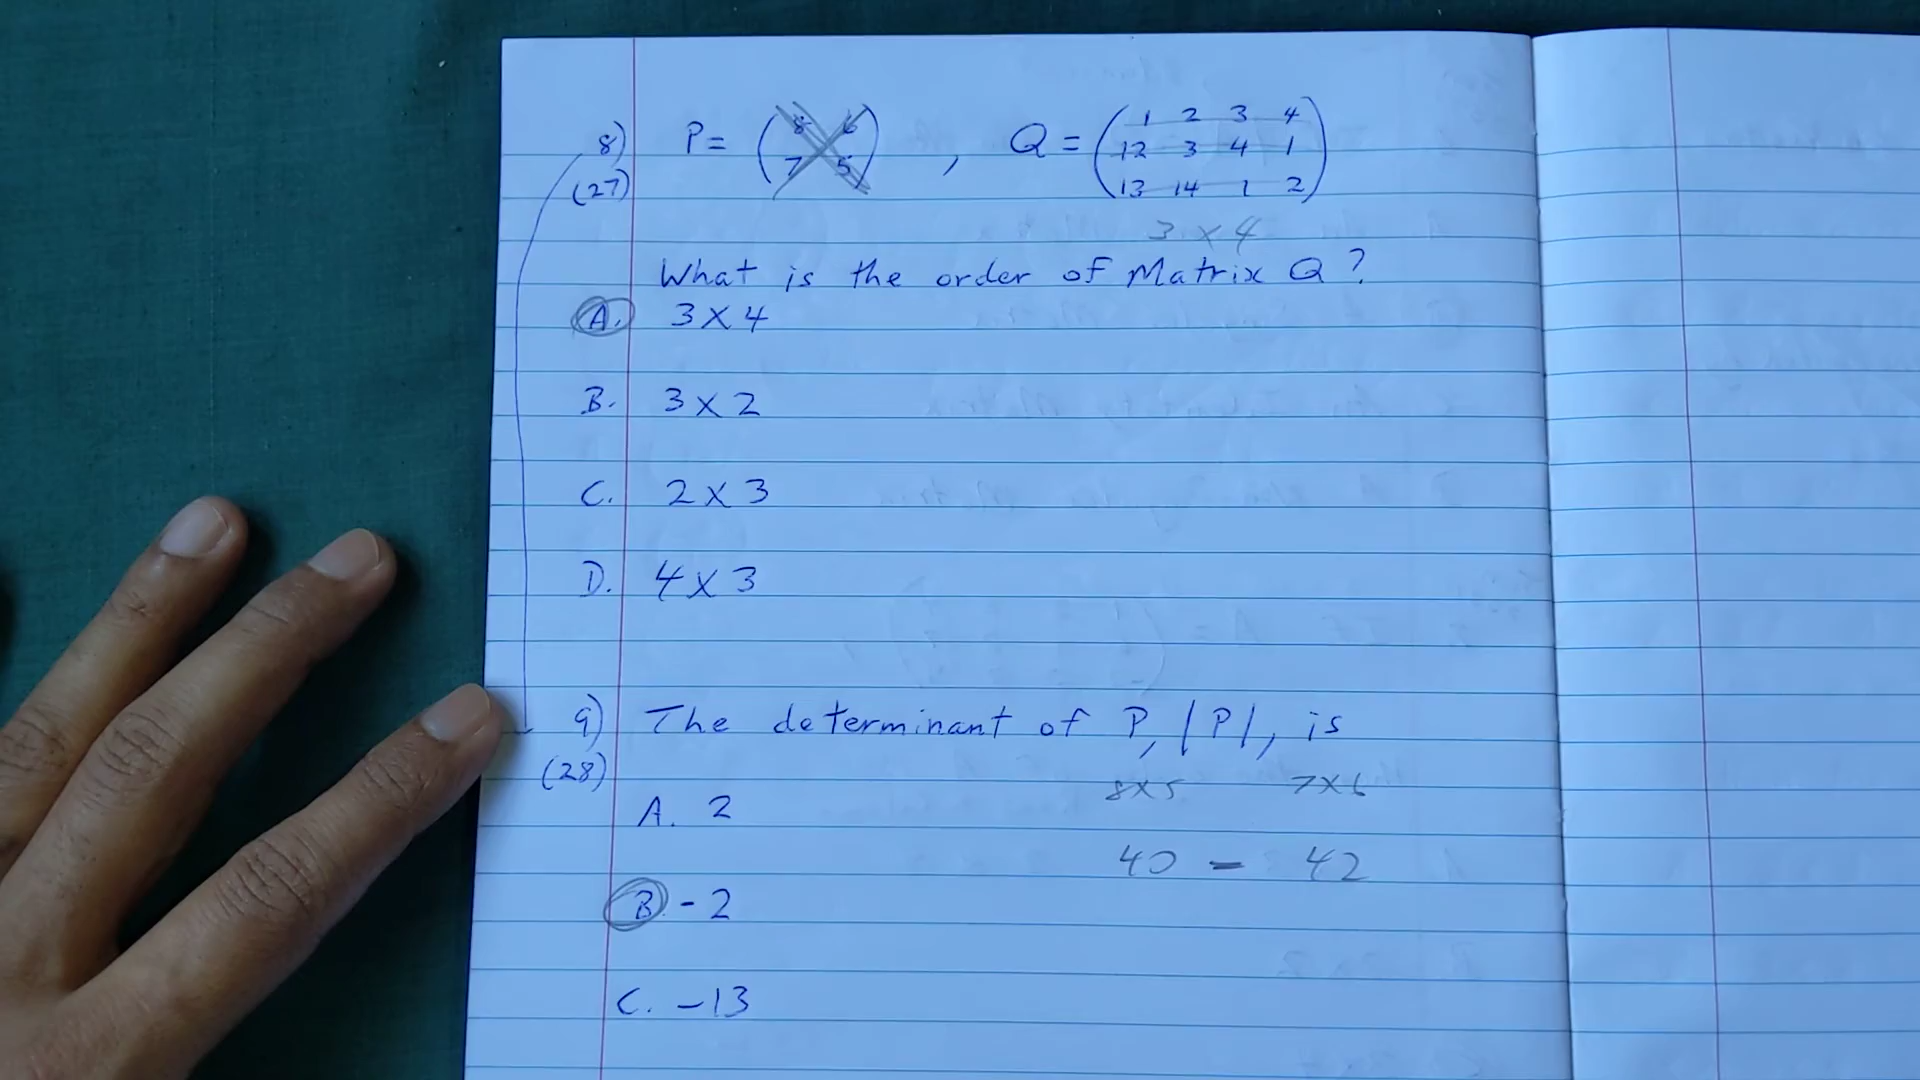 8) P = ( 8 6 ) , Q = ( 1 2 3 4
(27) 7 5 12 3 4 1
13 14 1 2 )
3 x 4
What is the order of Matrix Q ?
A. 3 x 4
B. 3 x 2
C. 2 x 3
D. 4 x 3
9) The determinant of P, |P|, is
(28) 8x5 7x6
A. 2
40 - 42
B. - 2
C. -13